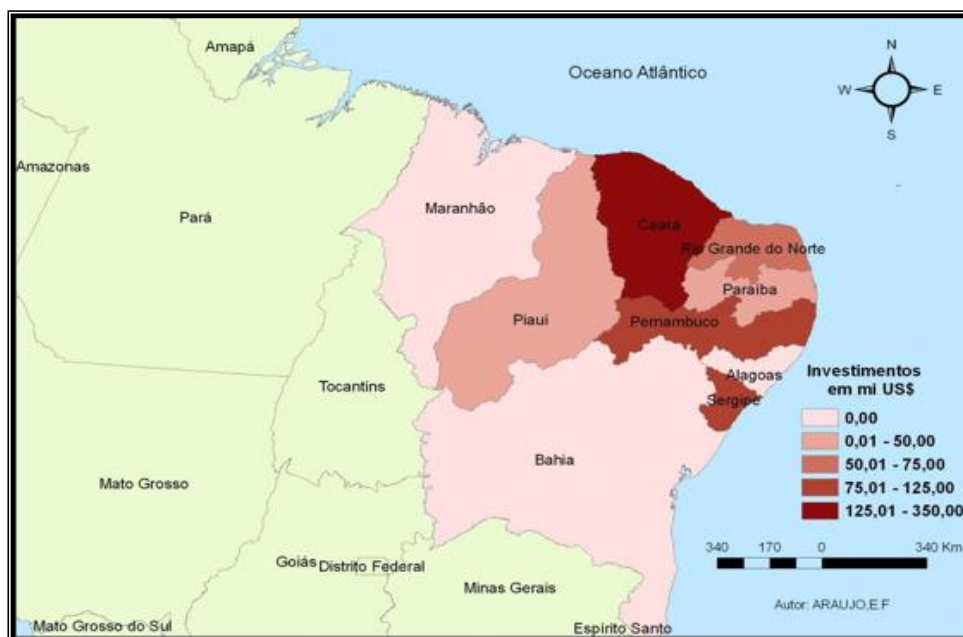 Amapá
Oceano Atlântico
N
W
E
S
Amazonas
Pará
Maranhão
Ceará
Rio Grande do Norte
Paraíba
Piauí
Pernambuco
Tocantins
Alagoas
Sergipe
Bahia
Mato Grosso
Goiás
Distrito Federal
Minas Gerais
Mato Grosso do Sul
Espírito Santo
Investimentos
em mi US$
0,00
0,01 - 50,00
50,01 - 75,00
75,01 - 125,00
125,01 - 350,00
340 170 0 340 Km
Autor: ARAUJO,E.F